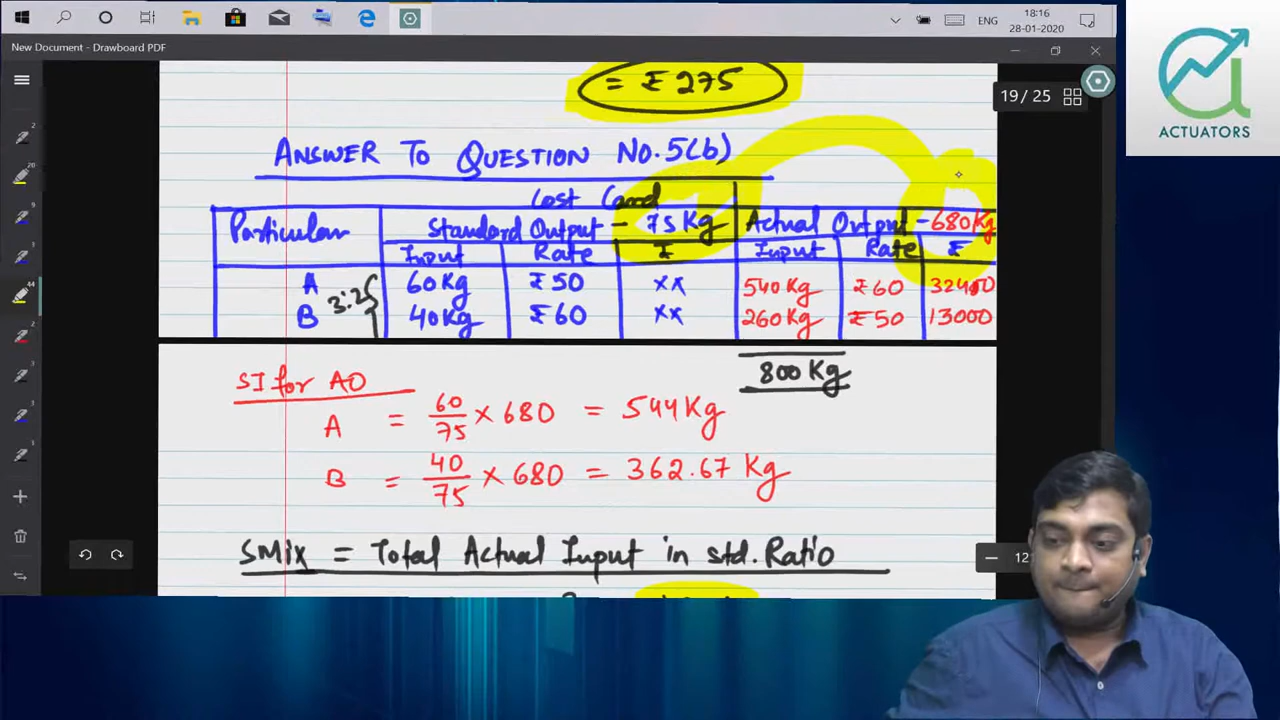 18:16
ENG
28-01-2020
New Document - Drawboard PDF
ACTUATORS
19 / 25
= ₹ 275
ANSWER TO QUESTION NO. 5(b)
Cost Card
Particular Standard Output - 75 Kg Actual Output - 680 Kg
Input Rate ₹ Input Rate ₹
A 60 Kg ₹ 50 xx 540 Kg ₹ 60 32400
3:2
B 40 Kg ₹ 60 xx 260 Kg ₹ 50 13000
800 Kg
SI for AO
A = 60/75 × 680 = 544 Kg
B = 40/75 × 680 = 362.67 Kg
SMix = Total Actual Input in std. Ratio
12